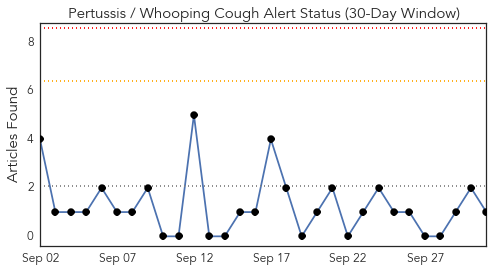 Pertussis / Whooping Cough Alert Status (30-Day Window)
Articles Found
8
6
4
2
0
Sep 02 Sep 07 Sep 12 Sep 17 Sep 22 Sep 27